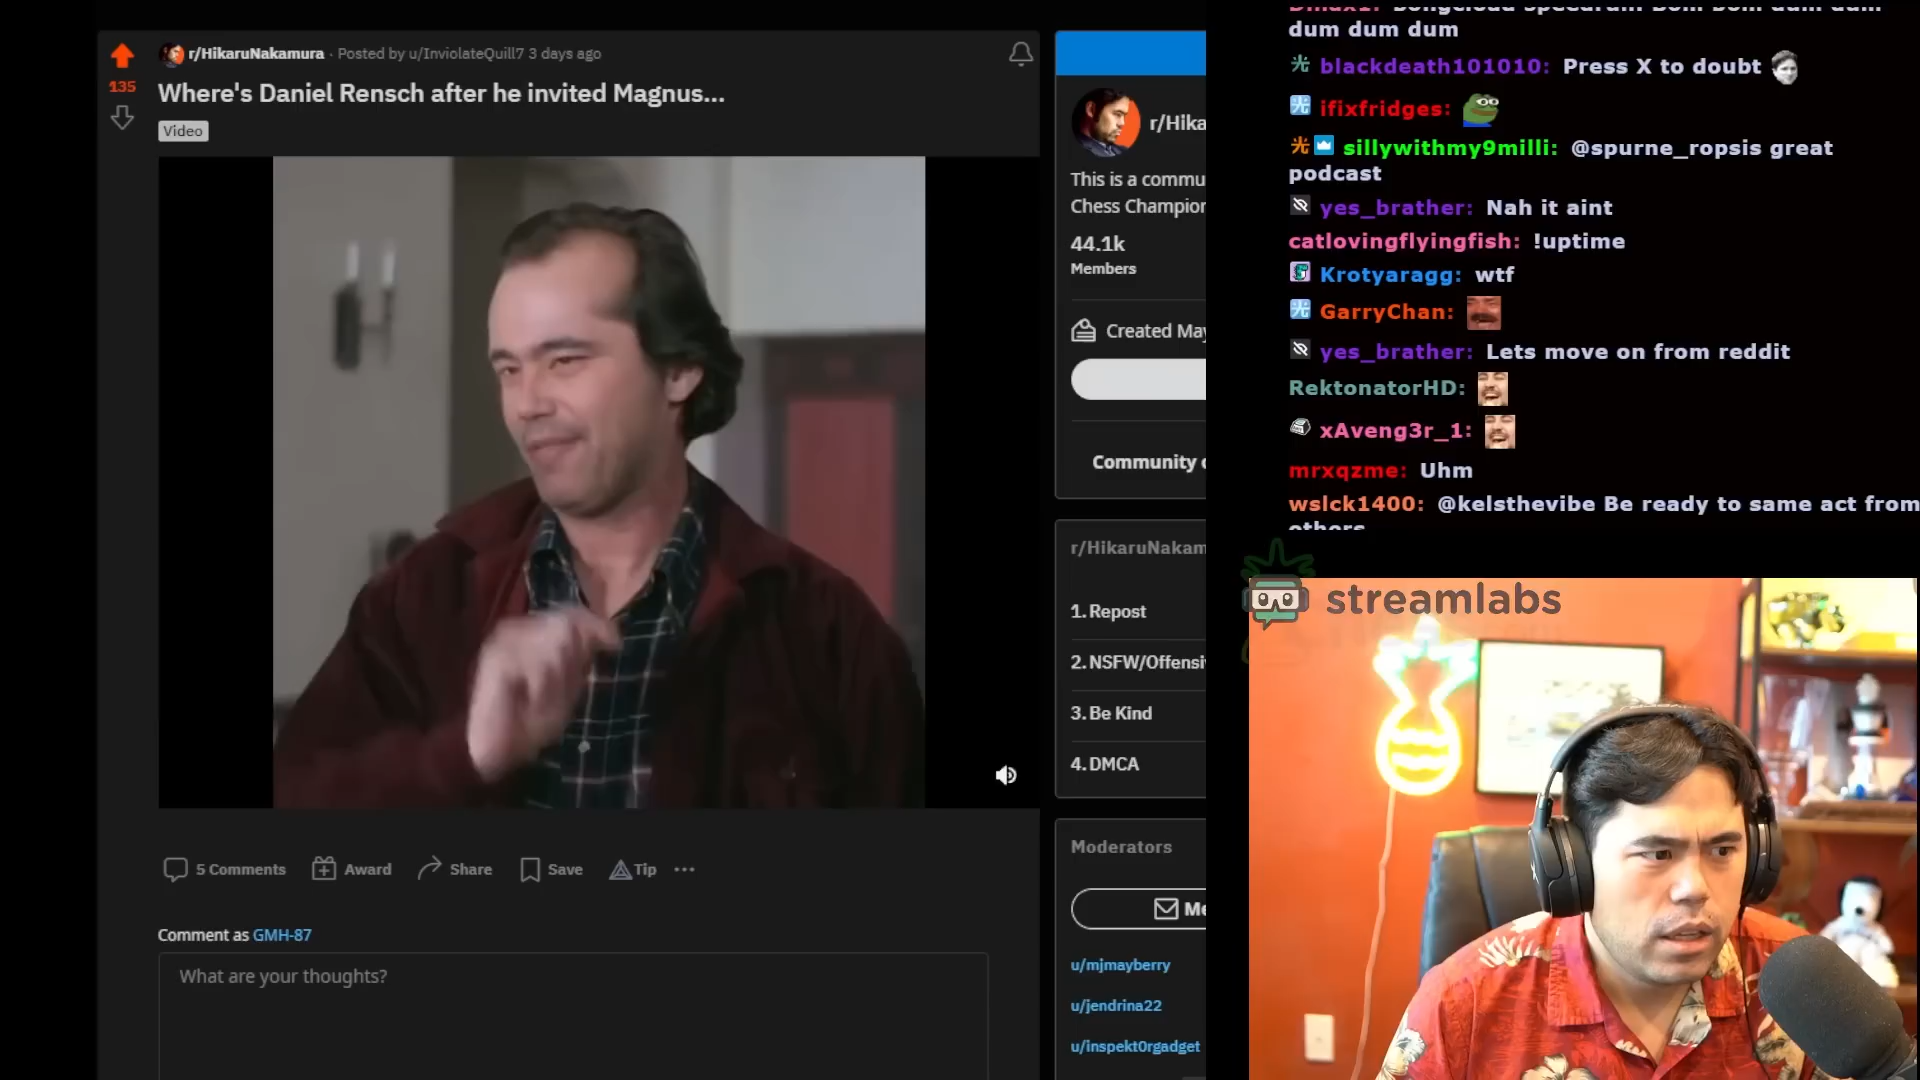 135
r/HikaruNakamura · Posted by u/InviolateQuill7 3 days ago
Where's Daniel Rensch after he invited Magnus...
Video
5 Comments
Award
Share
Save
Tip
Comment as GMH-87
What are your thoughts?
r/Hika
This is a commu
Chess Champion
44.1k
Members
Created May
Community
r/HikaruNakam
1. Repost
2. NSFW/Offensiv
3. Be Kind
4. DMCA
Moderators
Me
u/mjmayberry
u/jendrina22
u/inspekt0rgadget
dum dum dum
blackdeath101010: Press X to doubt
ifixfridges:
sillywithmy9milli: @spurne_ropsis great
podcast
yes_brather: Nah it aint
catlovingflyingfish: !uptime
Krotyaragg: wtf
GarryChan:
yes_brather: Lets move on from reddit
RektonatorHD:
xAveng3r_1:
mrxqzme: Uhm
wslck1400: @kelsthevibe Be ready to same act from
others
streamlabs